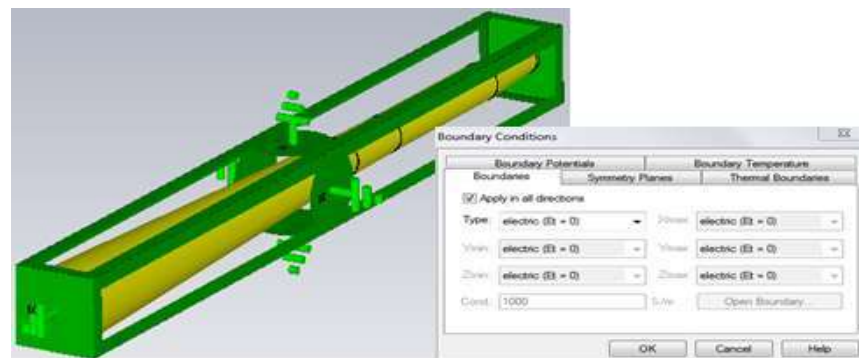 Boundary Conditions
Boundary Potentials Boundary Temperature
Boundaries Symmetry Planes Thermal Boundaries
Apply in all directions
Type: electric (Et = 0) Xmax: electric (Et = 0)
Ymin: electric (Et = 0) Ymax: electric (Et = 0)
Zmin: electric (Et = 0) Zmax: electric (Et = 0)
Cond.: 1000 S/m Open Boundary...
OK Cancel Help